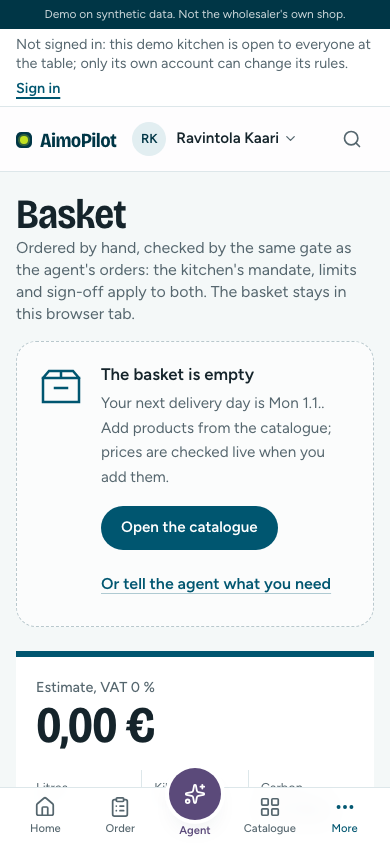 Demo on synthetic data. Not the wholesaler's own shop.
Not signed in: this demo kitchen is open to everyone at
the table; only its own account can change its rules.
Sign in
AimoPilot
RK
Ravintola Kaari
Basket
Ordered by hand, checked by the same gate as
the agent's orders: the kitchen's mandate, limits
and sign-off apply to both. The basket stays in
this browser tab.
The basket is empty
Your next delivery day is Mon 1.1..
Add products from the catalogue;
prices are checked live when you
add them.
Open the catalogue
Or tell the agent what you need
Estimate, VAT 0 %
0,00 €
Home
Order
Agent
Catalogue
More